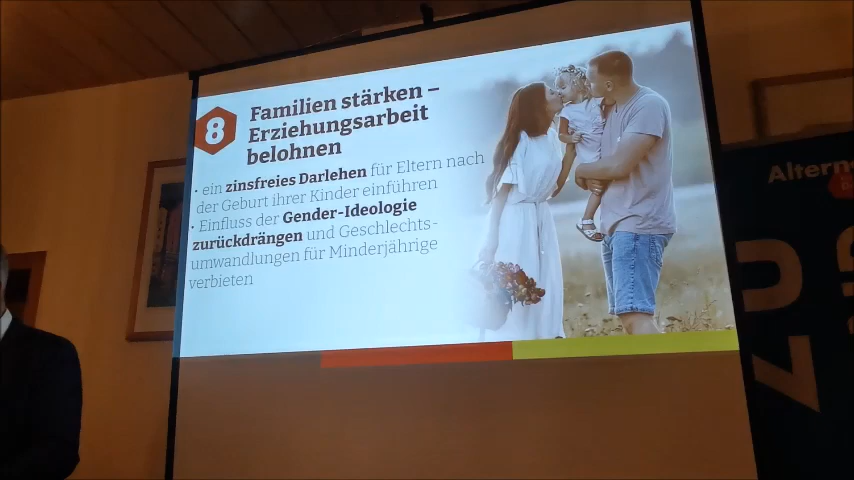 8
Familien stärken –
Erziehungsarbeit
belohnen
• ein zinsfreies Darlehen für Eltern nach
der Geburt ihrer Kinder einführen
• Einfluss der Gender-Ideologie
zurückdrängen und Geschlechts-
umwandlungen für Minderjährige
verbieten